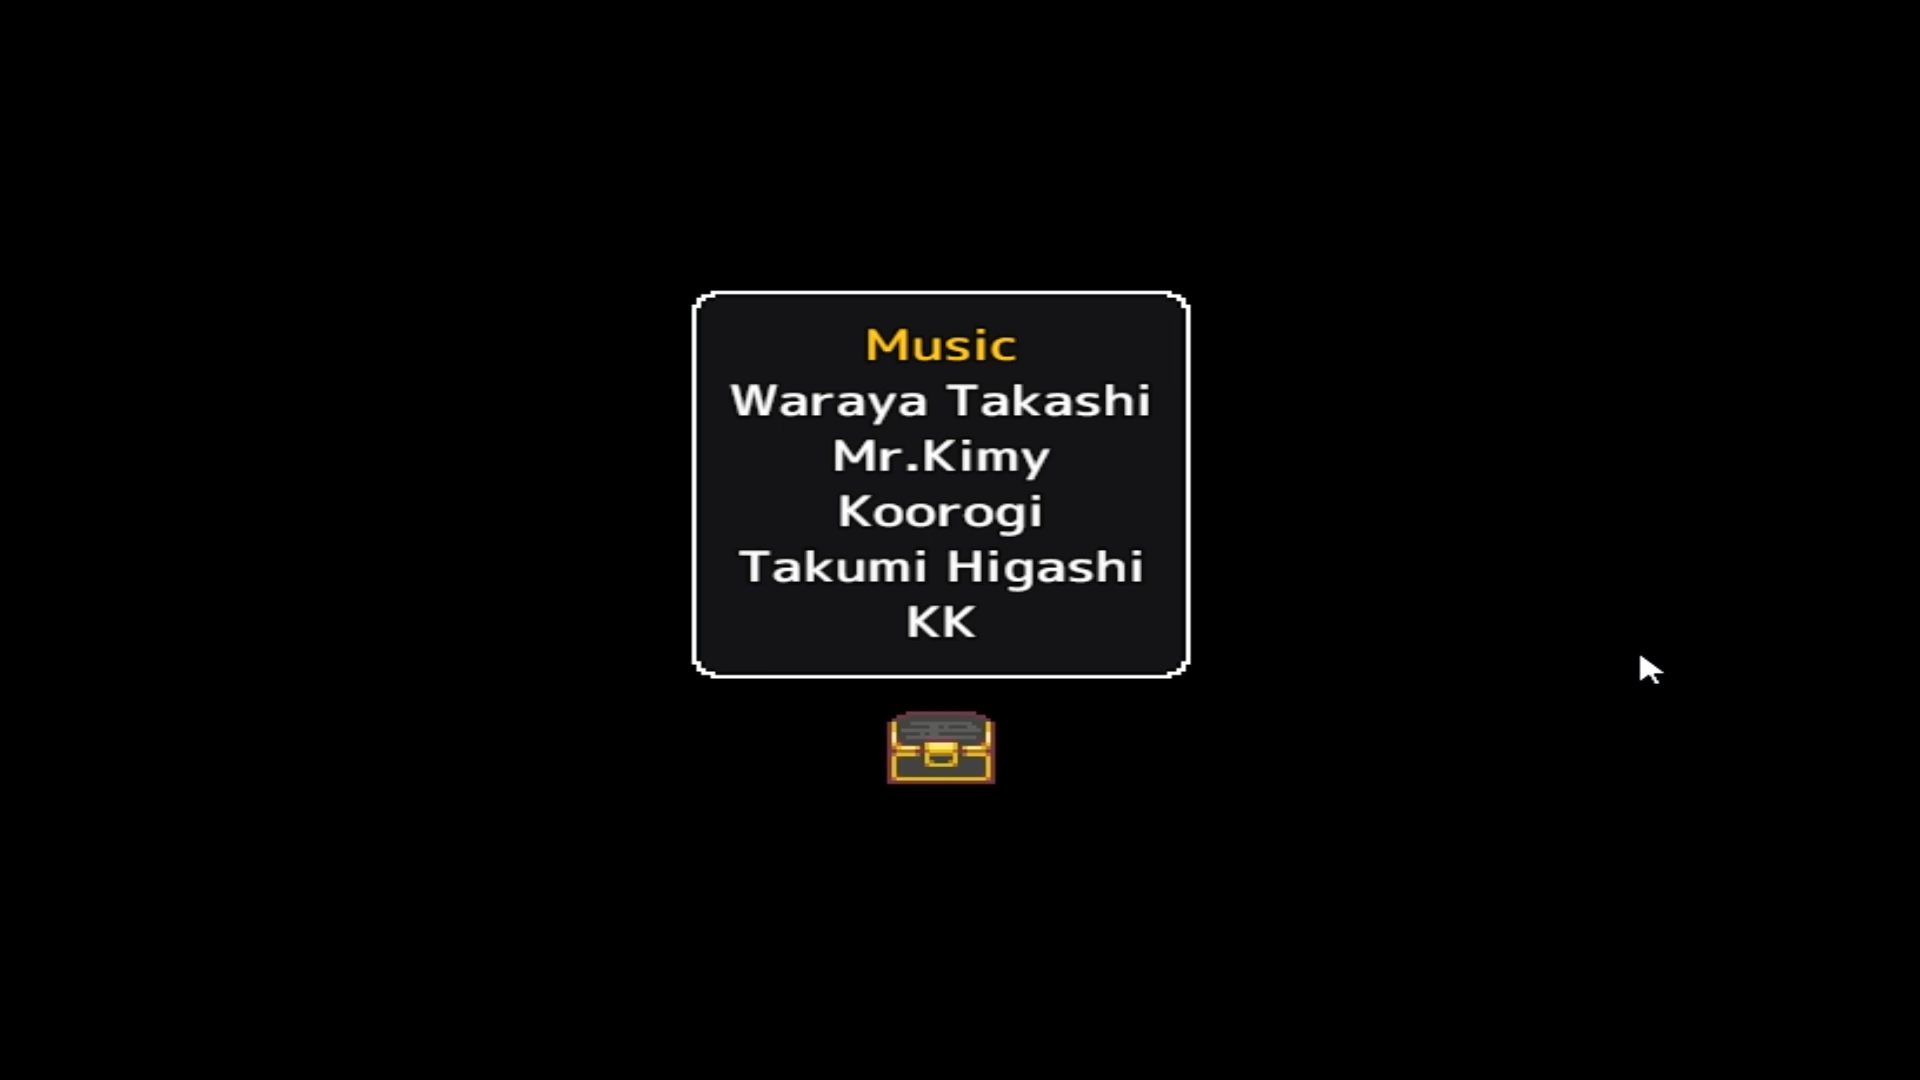 Music
Waraya Takashi
Mr.Kimy
Koorogi
Takumi Higashi
KK